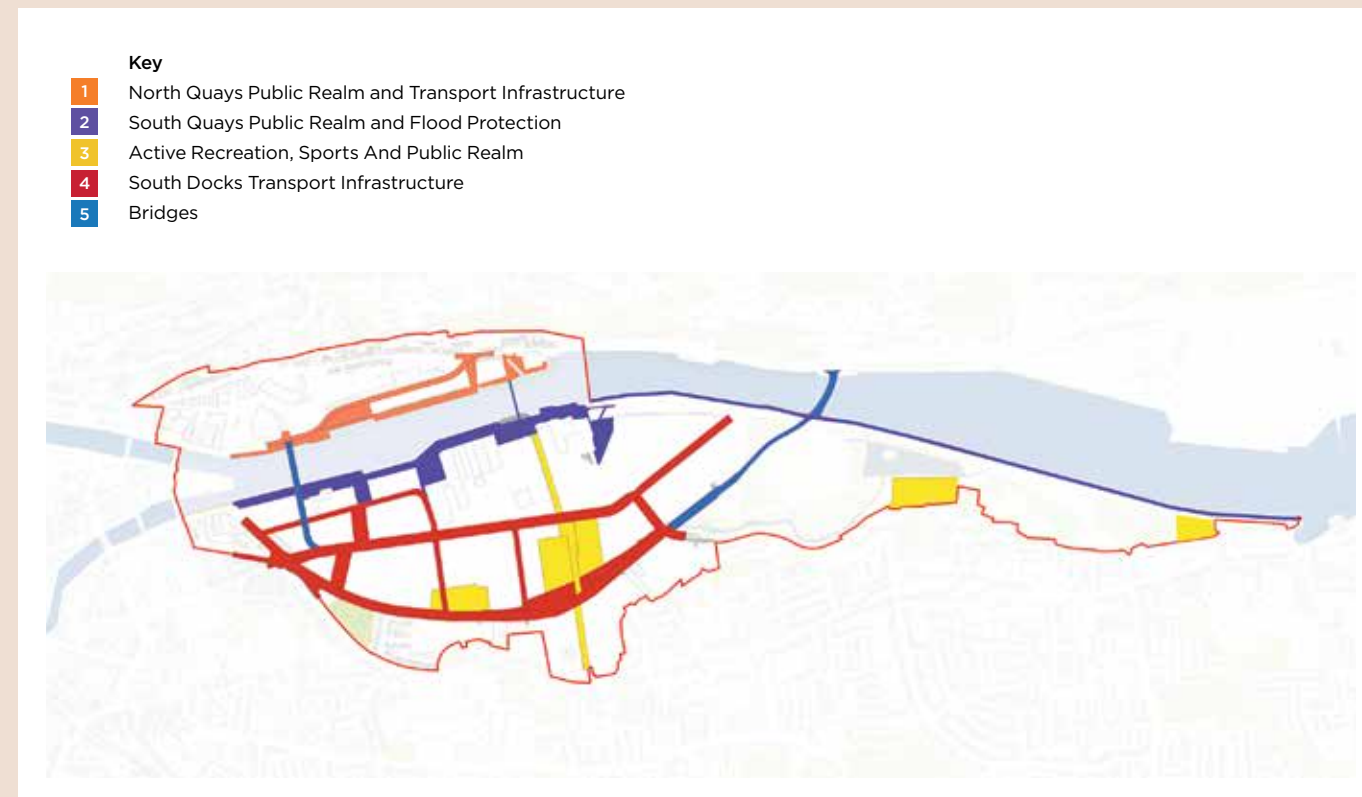 Key
1 North Quays Public Realm and Transport Infrastructure
2 South Quays Public Realm and Flood Protection
3 Active Recreation, Sports And Public Realm
4 South Docks Transport Infrastructure
5 Bridges